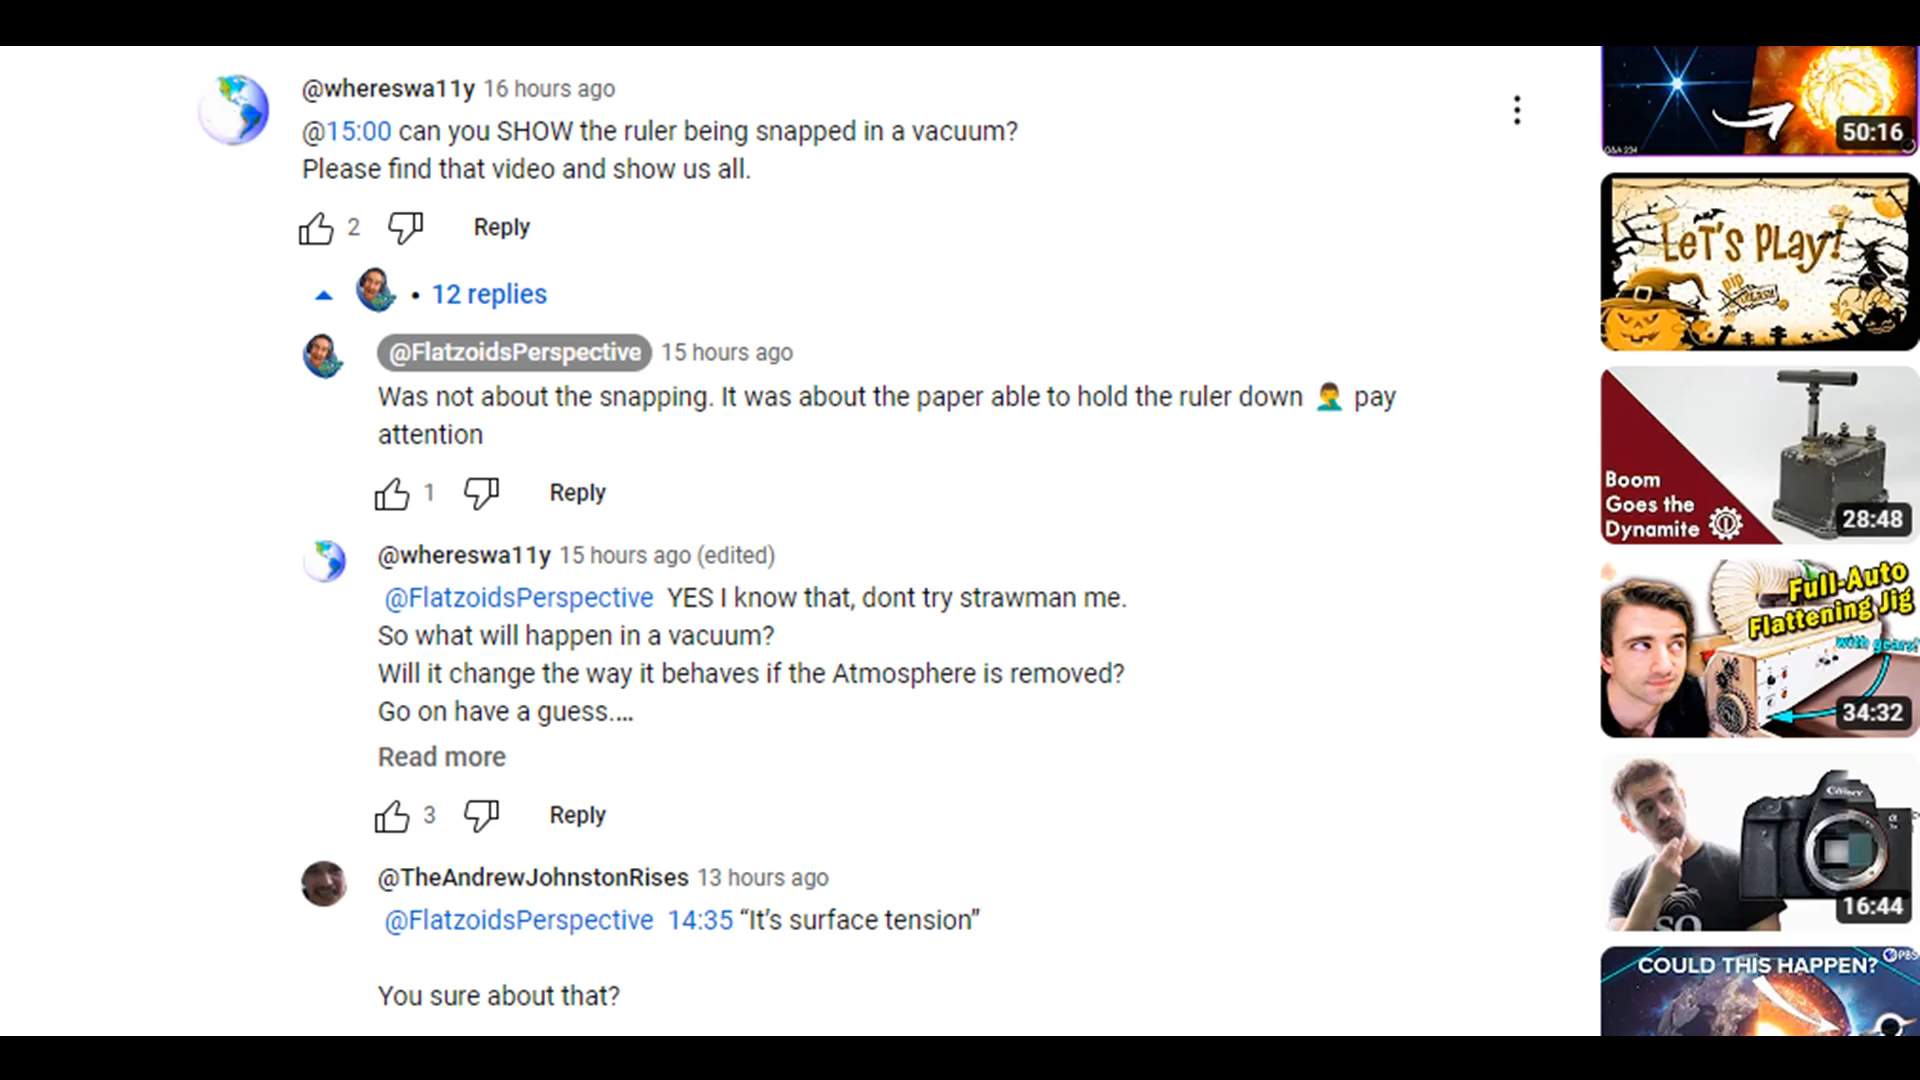 @whereswa11y 16 hours ago
@15:00 can you SHOW the ruler being snapped in a vacuum?
Please find that video and show us all.
2 Reply
• 12 replies
@FlatzoidsPerspective 15 hours ago
Was not about the snapping. It was about the paper able to hold the ruler down 🤦‍♂️ pay
attention
1 Reply
@whereswa11y 15 hours ago (edited)
@FlatzoidsPerspective YES I know that, dont try strawman me.
So what will happen in a vacuum?
Will it change the way it behaves if the Atmosphere is removed?
Go on have a guess....
Read more
3 Reply
@TheAndrewJohnstonRises 13 hours ago
@FlatzoidsPerspective 14:35 “It's surface tension”
You sure about that?
50:16
Q&A 234
LeT'S PLay!
pip
Boom
Goes the
Dynamite
28:48
Full-Auto
Flattening Jig
with gears!
34:32
16:44
SO
PBS
COULD THIS HAPPEN?